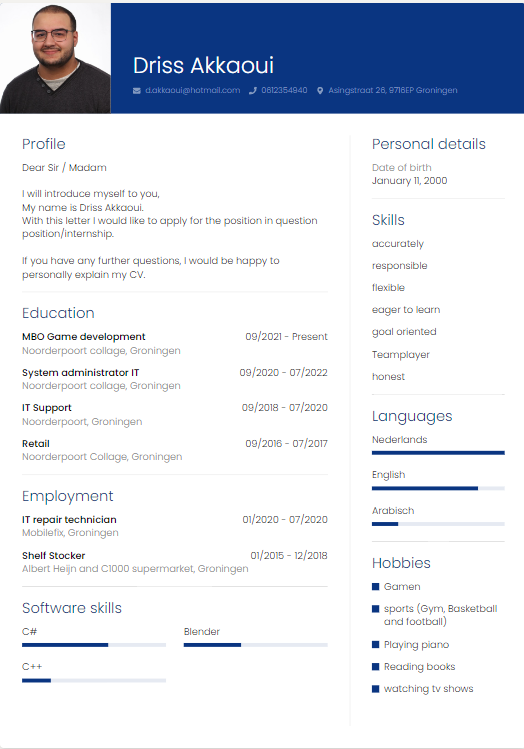 Driss Akkaoui
d.akkaoui@hotmail.com 0612354940 Asingstraat 26, 9716EP Groningen
Profile
Dear Sir / Madam
I will introduce myself to you,
My name is Driss Akkaoui.
With this letter I would like to apply for the position in question
position/internship.
If you have any further questions, I would be happy to
personally explain my CV.
Education
MBO Game development 09/2021 - Present
Noorderpoort collage, Groningen
System administrator IT 09/2020 - 07/2022
Noorderpoort collage, Groningen
IT Support 09/2018 - 07/2020
Noorderpoort, Groningen
Retail 09/2016 - 07/2017
Noorderpoort Collage, Groningen
Employment
IT repair technician 01/2020 - 07/2020
Mobilefix, Groningen
Shelf Stocker 01/2015 - 12/2018
Albert Heijn and C1000 supermarket, Groningen
Software skills
C# Blender
C++
Personal details
Date of birth
January 11, 2000
Skills
accurately
responsible
flexible
eager to learn
goal oriented
Teamplayer
honest
Languages
Nederlands
English
Arabisch
Hobbies
Gamen
sports (Gym, Basketball
and football)
Playing piano
Reading books
watching tv shows